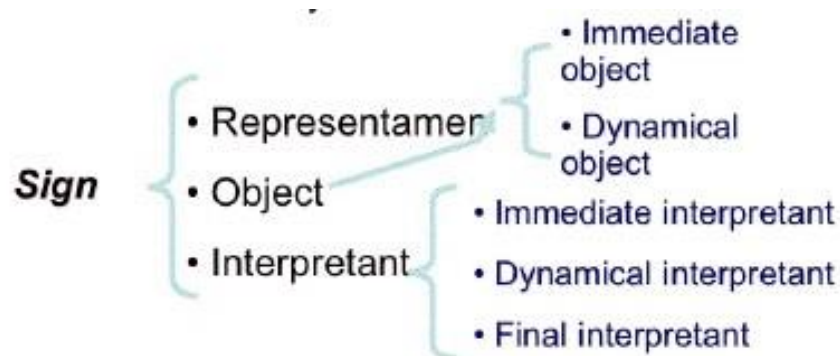 Sign
• Representamen
• Object
• Interpretant
• Immediate
object
• Dynamical
object
• Immediate interpretant
• Dynamical interpretant
• Final interpretant